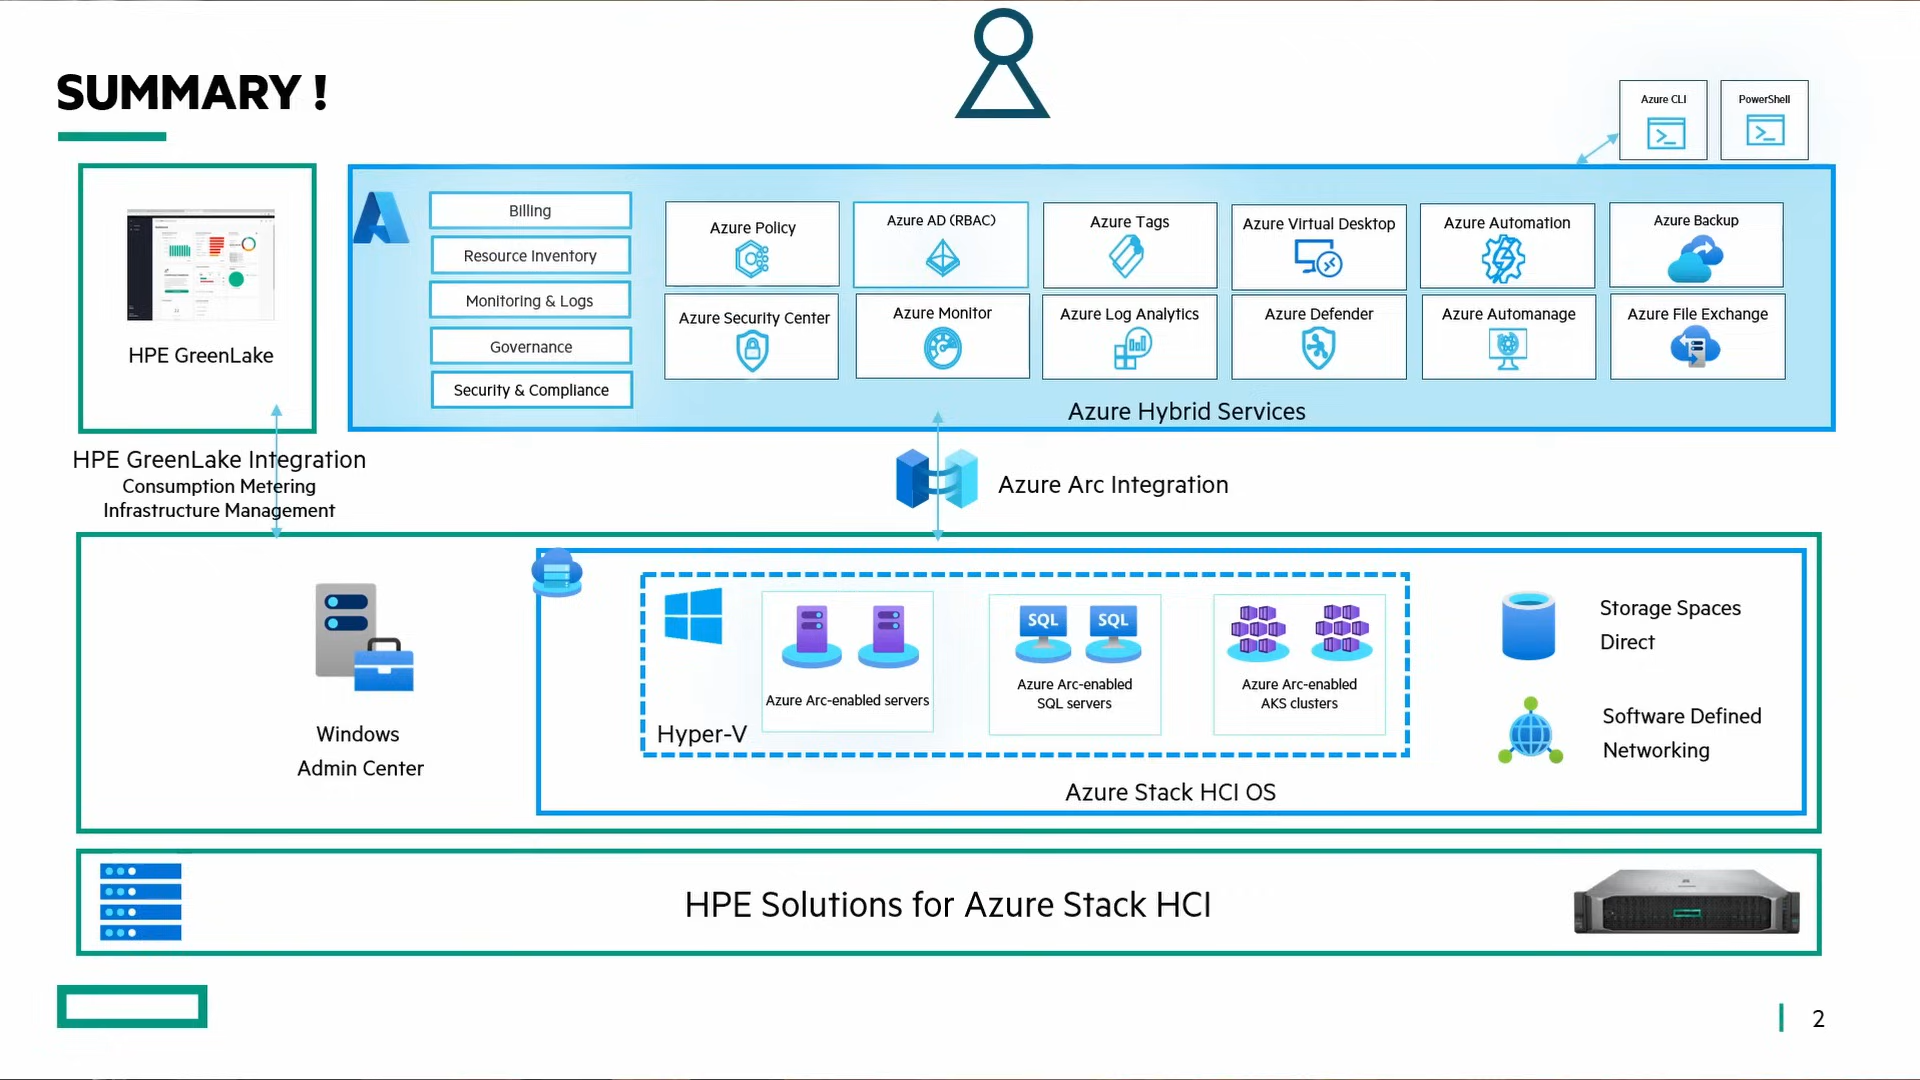 SUMMARY !
Azure CLI
PowerShell
HPE GreenLake
Billing
Resource Inventory
Monitoring & Logs
Governance
Security & Compliance
Azure Policy
Azure AD (RBAC)
Azure Tags
Azure Virtual Desktop
Azure Automation
Azure Backup
Azure Security Center
Azure Monitor
Azure Log Analytics
Azure Defender
Azure Automanage
Azure File Exchange
Azure Hybrid Services
HPE GreenLake Integration
Consumption Metering
Infrastructure Management
Azure Arc Integration
Windows
Admin Center
Hyper-V
Azure Arc-enabled servers
SQL
SQL
Azure Arc-enabled
SQL servers
Azure Arc-enabled
AKS clusters
Storage Spaces
Direct
Software Defined
Networking
Azure Stack HCI OS
HPE Solutions for Azure Stack HCI
2